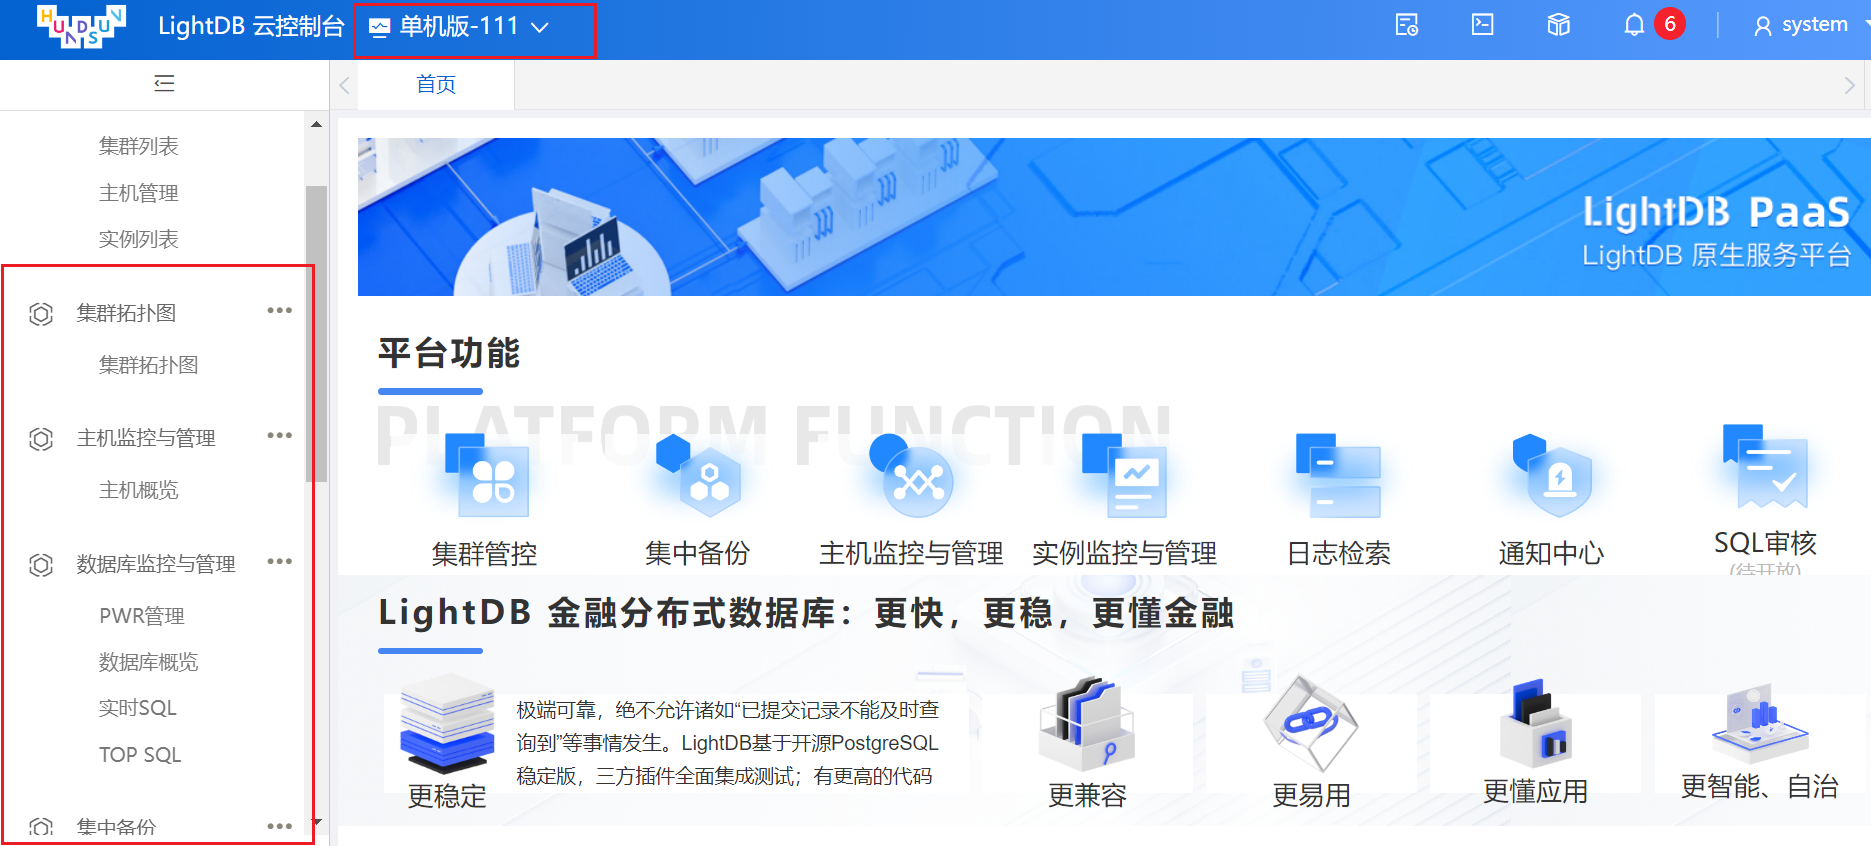 HUNDSUN
LightDB 云控制台
单机版-111
6
system
首页
集群列表
主机管理
实例列表
集群拓扑图
集群拓扑图
主机监控与管理
主机概览
数据库监控与管理
PWR管理
数据库概览
实时SQL
TOP SQL
集中备份
LightDB PaaS
LightDB 原生服务平台
平台功能
PLATFORM FUNCTION
集群管控
集中备份
主机监控与管理
实例监控与管理
日志检索
通知中心
SQL审核
(待开放)
LightDB 金融分布式数据库：更快，更稳，更懂金融
更稳定
极端可靠，绝不允许诸如“已提交记录不能及时查
询到”等事情发生。LightDB基于开源PostgreSQL
稳定版，三方插件全面集成测试；有更高的代码
更兼容
更易用
更懂应用
更智能、自治